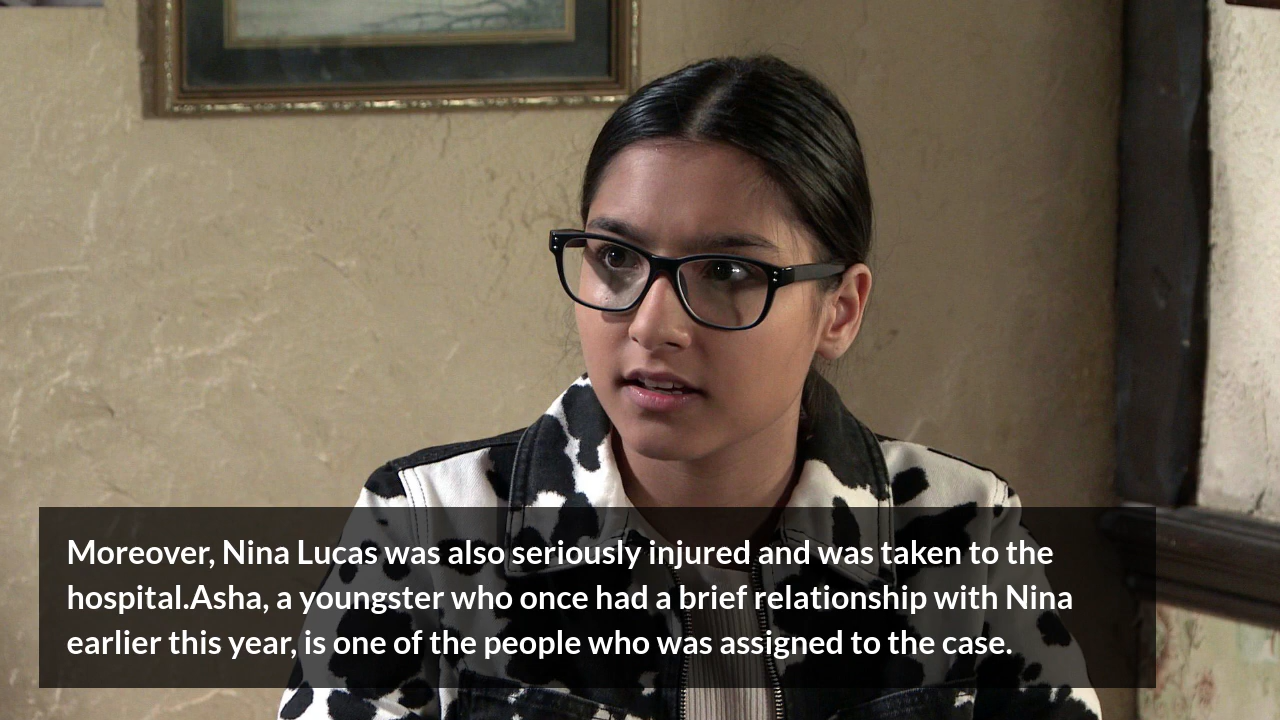 Moreover, Nina Lucas was also seriously injured and was taken to the
hospital.Asha, a youngster who once had a brief relationship with Nina
earlier this year, is one of the people who was assigned to the case.